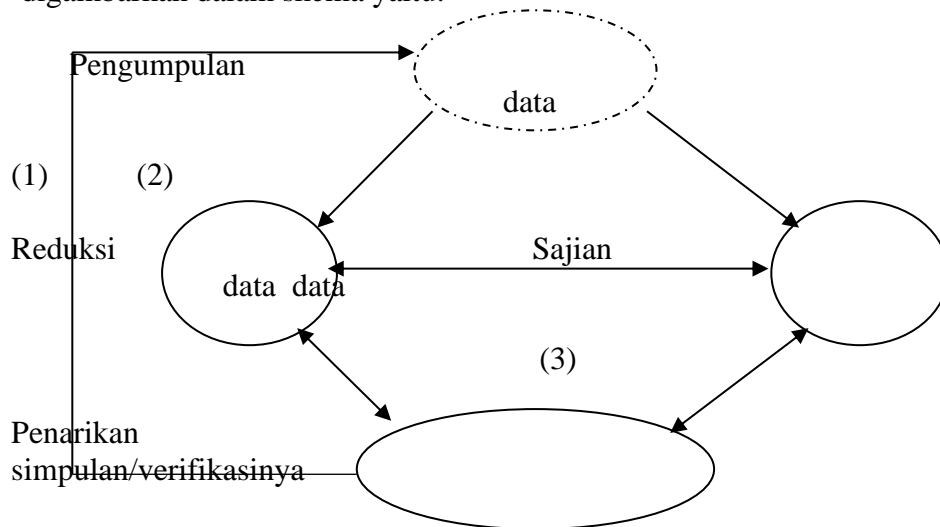 digambarkan dalam skema yaitu:
Pengumpulan
data
(1) (2)
Reduksi Sajian
data data
(3)
Penarikan
simpulan/verifikasinya